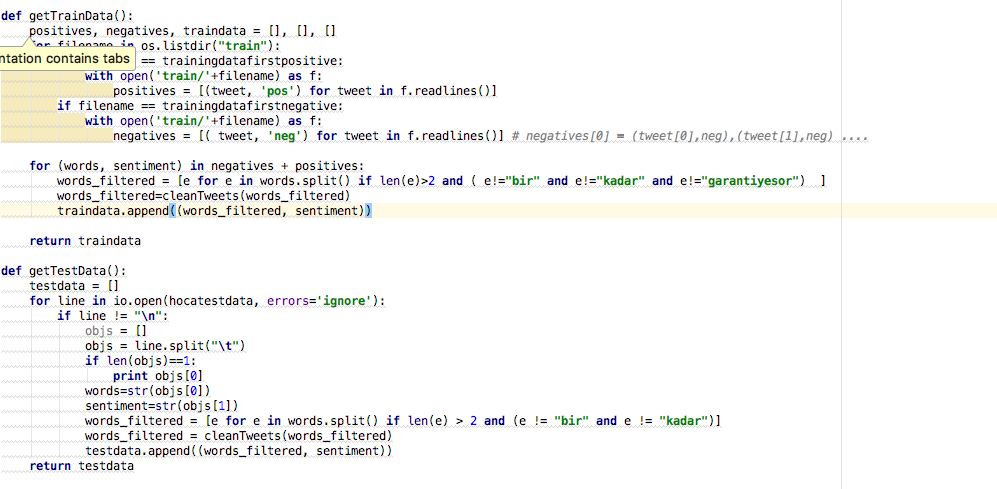 def getTrainData():
    positives, negatives, traindata = [], [], []
    for filename in os.listdir("train"):
ntation contains tabs == trainingdatafirstpositive:
            with open('train/'+filename) as f:
                positives = [(tweet, 'pos') for tweet in f.readlines()]
        if filename == trainingdatafirstnegative:
            with open('train/'+filename) as f:
                negatives = [( tweet, 'neg') for tweet in f.readlines()] # negatives[0] = (tweet[0],neg),(tweet[1],neg) ....
    for (words, sentiment) in negatives + positives:
        words_filtered = [e for e in words.split() if len(e)>2 and ( e!="bir" and e!="kadar" and e!="garantiyesor")  ]
        words_filtered=cleanTweets(words_filtered)
        traindata.append((words_filtered, sentiment))
    return traindata
def getTestData():
    testdata = []
    for line in io.open(hocatestdata, errors='ignore'):
        if line != "\n":
            objs = []
            objs = line.split("\t")
            if len(objs)==1:
                print objs[0]
            words=str(objs[0])
            sentiment=str(objs[1])
            words_filtered = [e for e in words.split() if len(e) > 2 and (e != "bir" and e != "kadar")]
            words_filtered = cleanTweets(words_filtered)
            testdata.append((words_filtered, sentiment))
    return testdata